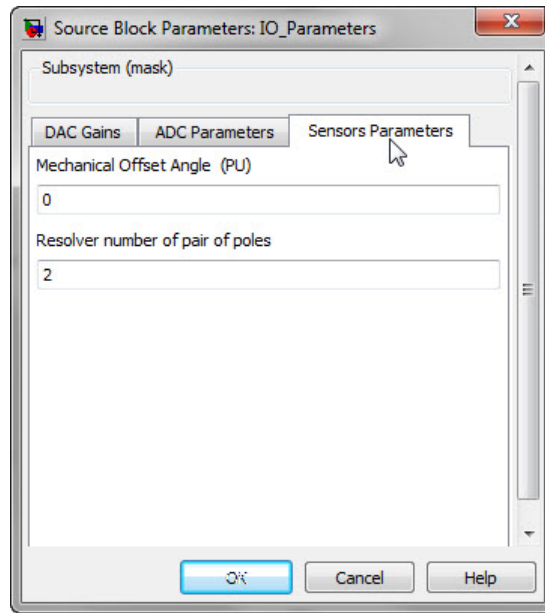 Source Block Parameters: IO_Parameters
Subsystem (mask)
DAC Gains ADC Parameters Sensors Parameters
Mechanical Offset Angle (PU)
0
Resolver number of pair of poles
2
OK Cancel Help